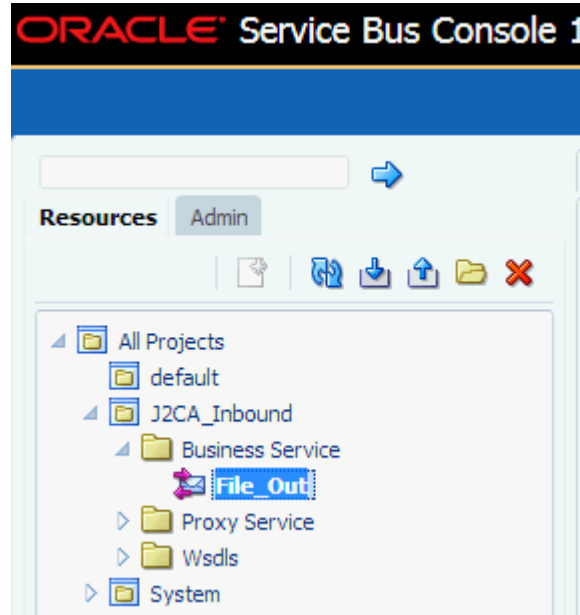 ORACLE Service Bus Console 1
Resources Admin
All Projects
default
J2CA_Inbound
Business Service
File_Out
Proxy Service
Wsdls
System